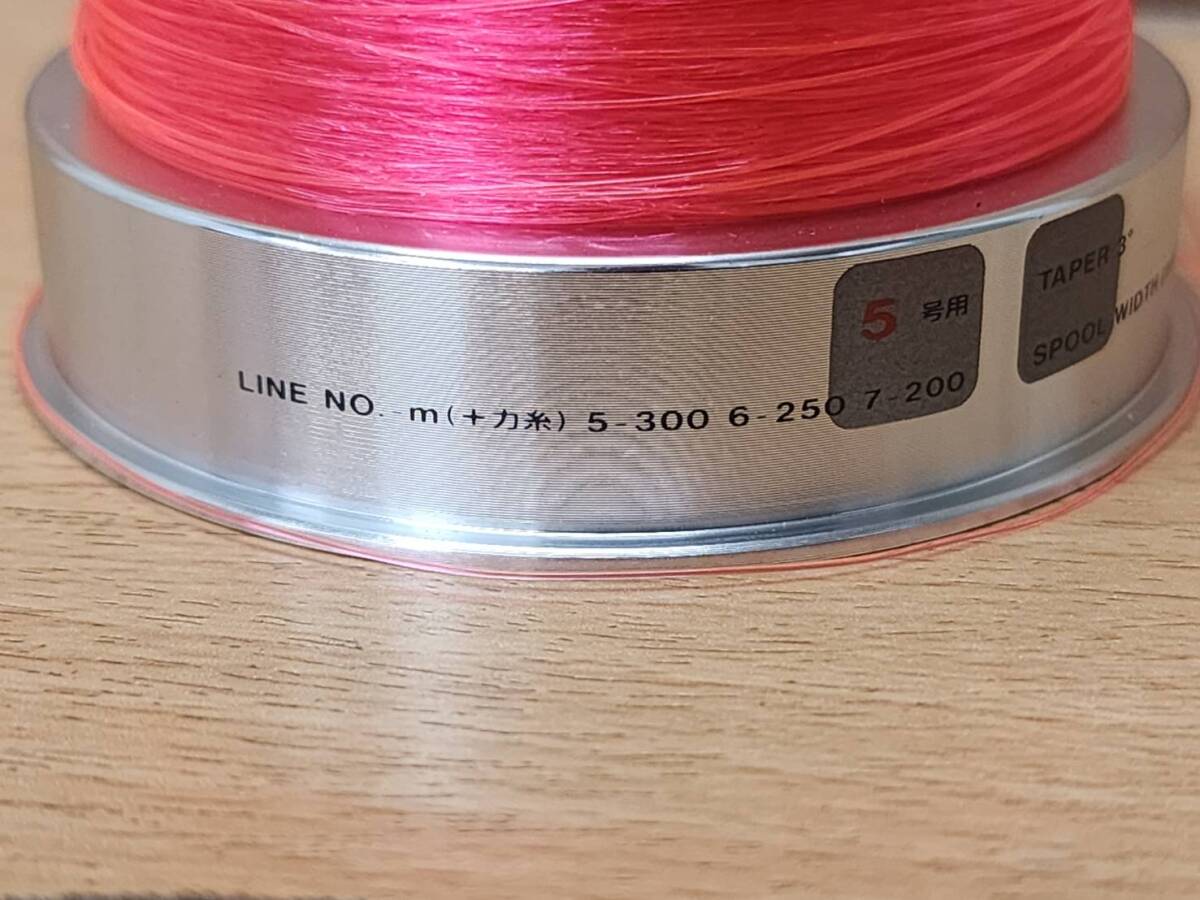 LINE NO.-m(+力糸) 5-300 6-250 7-200
5 号用
TAPER 3°
SPOOL WIDTH